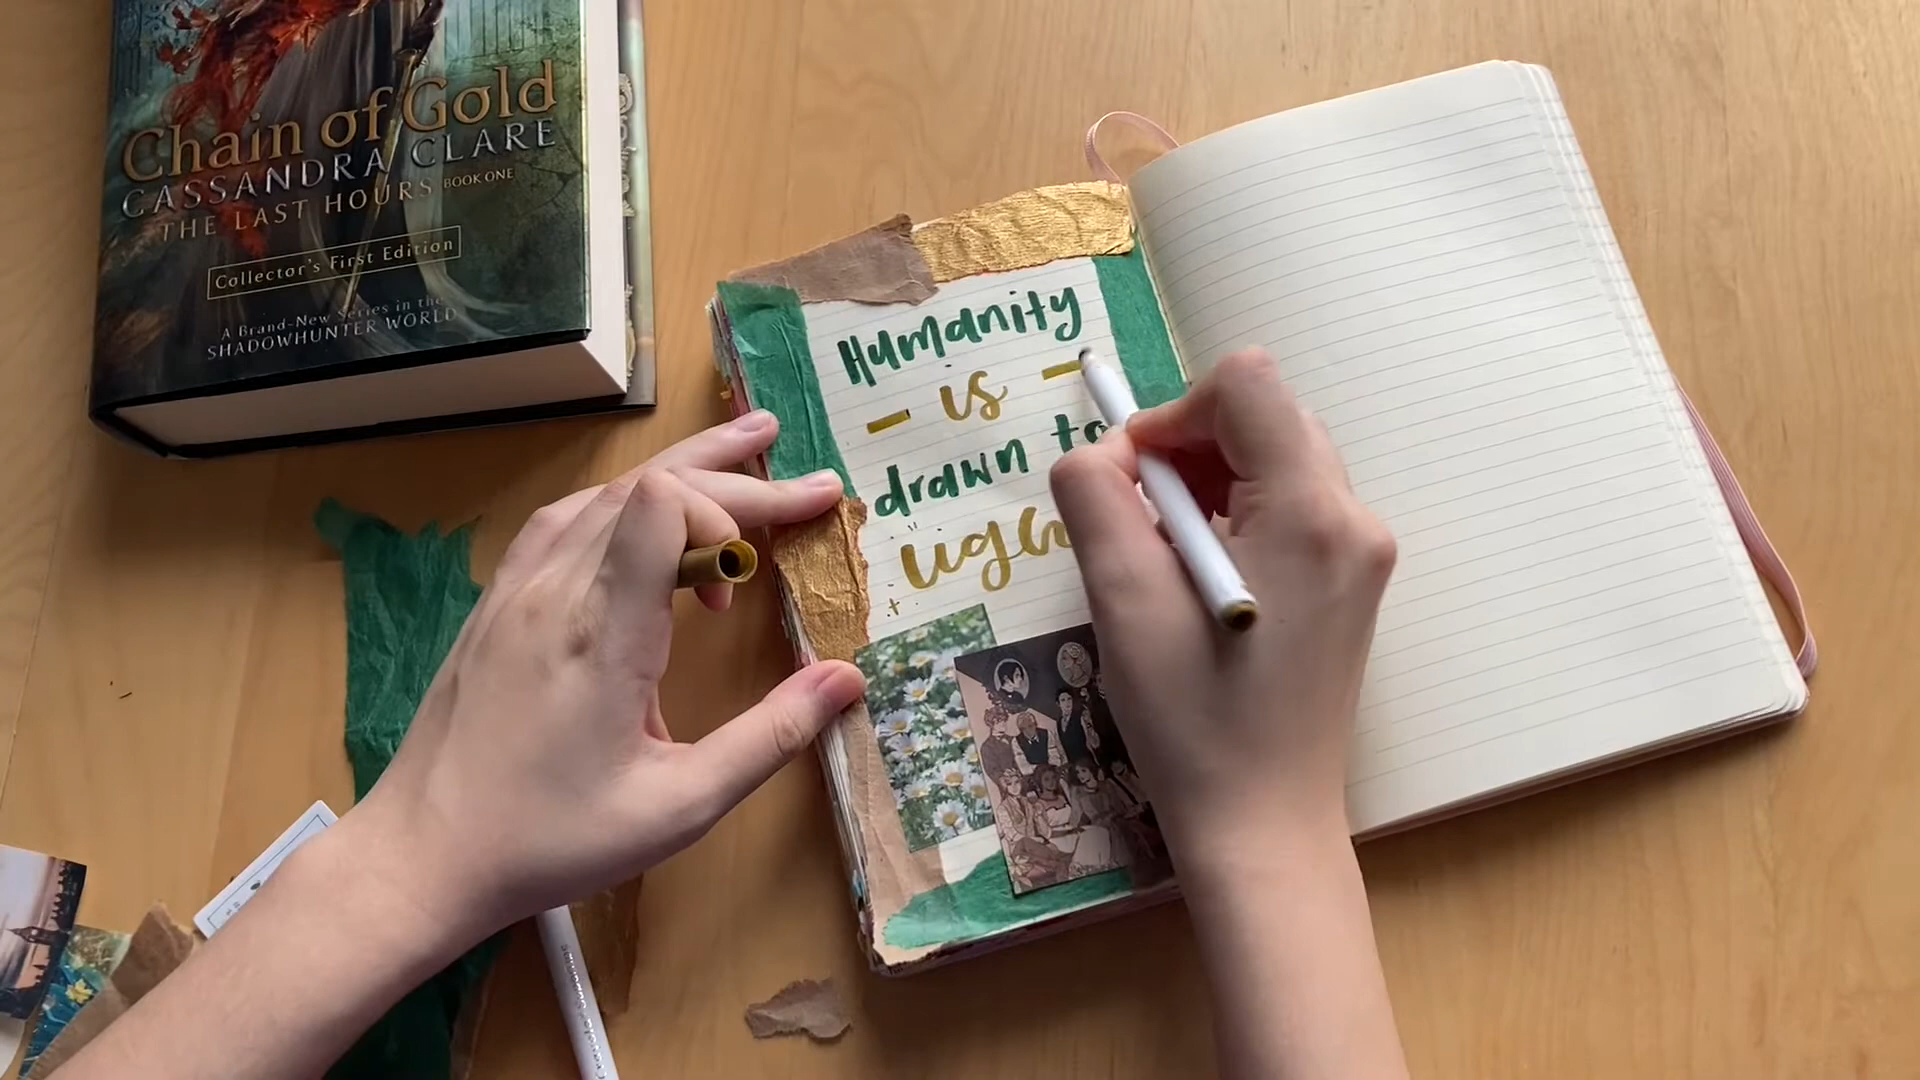 Chain of Gold
CASSANDRA CLARE
THE LAST HOURS BOOK ONE
Collector's First Edition
A Brand-New Series in the
SHADOWHUNTER WORLD
Humanity
- is -
drawn to